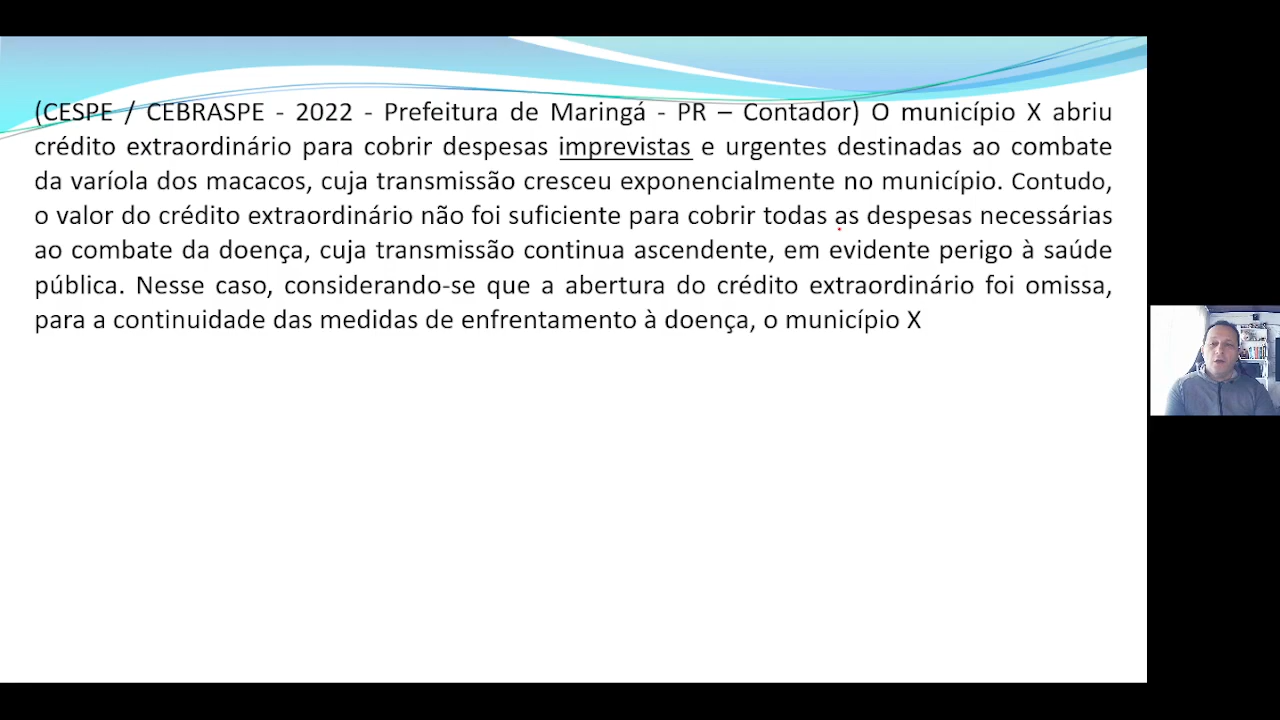 (CESPE / CEBRASPE - 2022 - Prefeitura de Maringá - PR – Contador) O município X abriu
crédito extraordinário para cobrir despesas imprevistas e urgentes destinadas ao combate
da varíola dos macacos, cuja transmissão cresceu exponencialmente no município. Contudo,
o valor do crédito extraordinário não foi suficiente para cobrir todas as despesas necessárias
ao combate da doença, cuja transmissão continua ascendente, em evidente perigo à saúde
pública. Nesse caso, considerando-se que a abertura do crédito extraordinário foi omissa,
para a continuidade das medidas de enfrentamento à doença, o município X